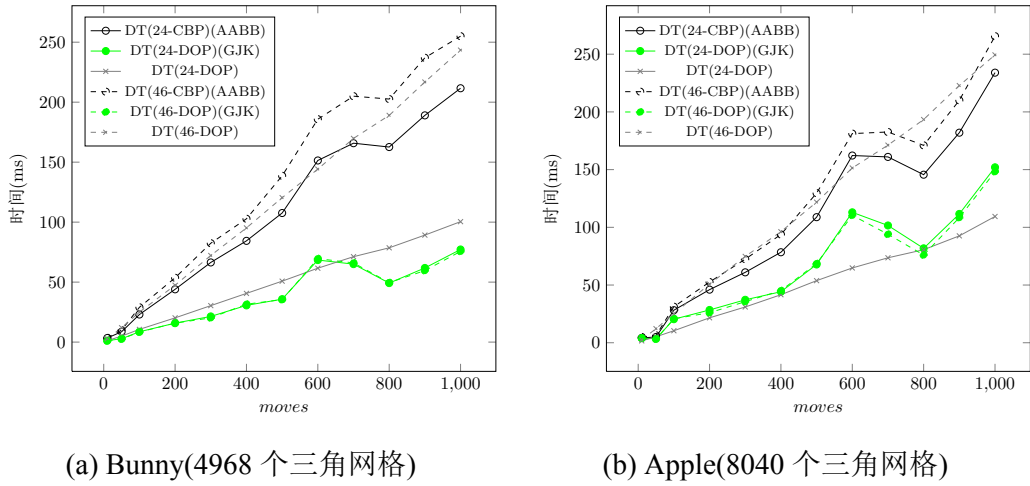 DT(24-CBP)(AABB)
DT(24-DOP)(GJK)
DT(24-DOP)
DT(46-CBP)(AABB)
DT(46-DOP)(GJK)
DT(46-DOP)
250
200
150
100
50
0
时间(ms)
0 200 400 600 800 1,000
moves
(a) Bunny(4968 个三角网格)
DT(24-CBP)(AABB)
DT(24-DOP)(GJK)
DT(24-DOP)
DT(46-CBP)(AABB)
DT(46-DOP)(GJK)
DT(46-DOP)
250
200
150
100
50
0
时间(ms)
0 200 400 600 800 1,000
moves
(b) Apple(8040 个三角网格)